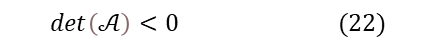 det(𝒜) < 0 (22)